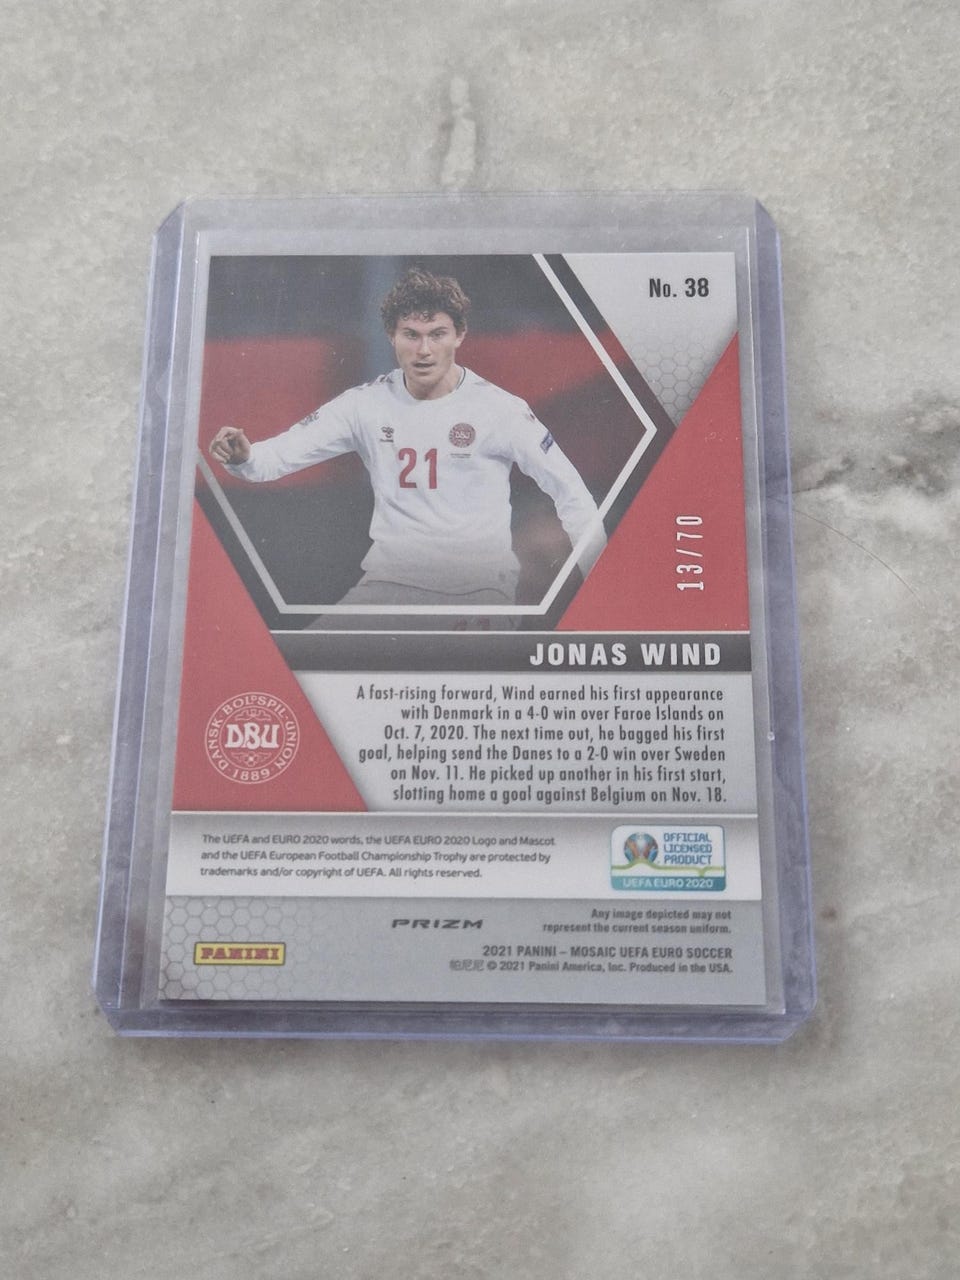 No. 38
21
DBU
13/70
JONAS WIND
A fast-rising forward, Wind earned his first appearance
with Denmark in a 4-0 win over Faroe Islands on
Oct. 7, 2020. The next time out, he bagged his first
goal, helping send the Danes to a 2-0 win over Sweden
on Nov. 11. He picked up another in his first start,
slotting home a goal against Belgium on Nov. 18.
DANSK BOLDSPIL-UNION
DBU
1889
The UEFA and EURO 2020 words, the UEFA EURO 2020 Logo and Mascot
and the UEFA European Football Championship Trophy are protected by
trademarks and/or copyright of UEFA. All rights reserved.
OFFICIAL
LICENSED
PRODUCT
UEFA EURO 2020
PRIZM
Any image depicted may not
represent the current season uniform.
PANINI
2021 PANINI – MOSAIC UEFA EURO SOCCER
帕尼尼 © 2021 Panini America, Inc. Produced in the USA.